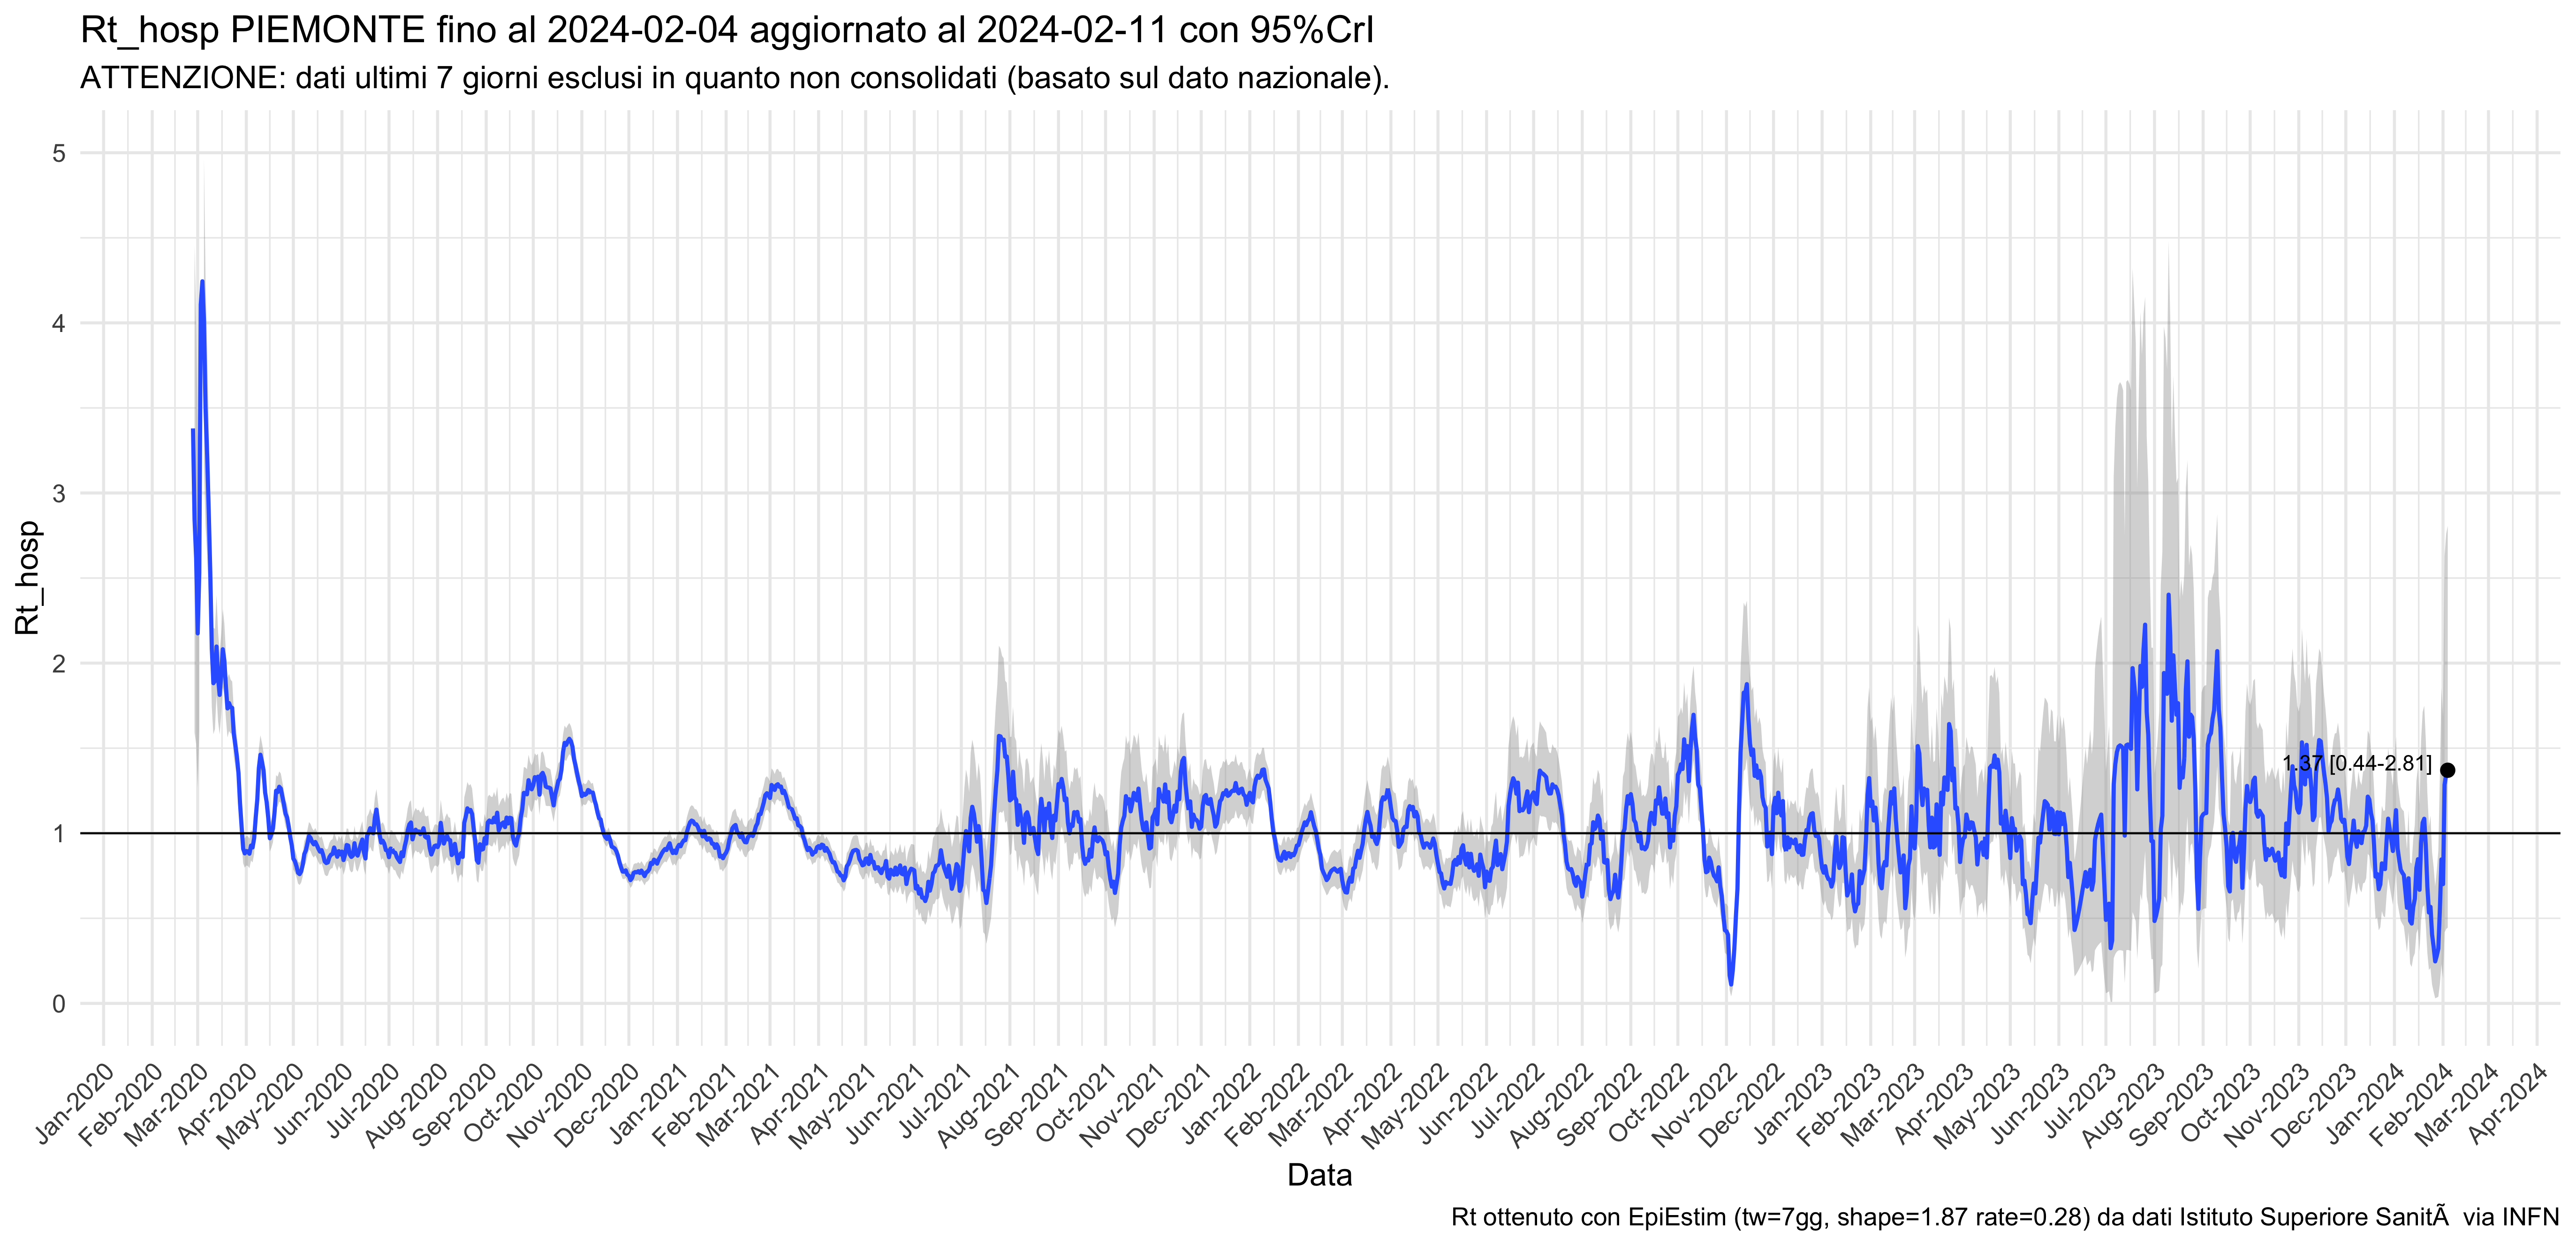 Rt_hosp PIEMONTE fino al 2024-02-04 aggiornato al 2024-02-11 con 95%CrI
ATTENZIONE: dati ultimi 7 giorni esclusi in quanto non consolidati (basato sul dato nazionale).
Rt_hosp
5
4
3
2
1
0
1.37 [0.44-2.81]
Jan-2020
Feb-2020
Mar-2020
Apr-2020
May-2020
Jun-2020
Jul-2020
Aug-2020
Sep-2020
Oct-2020
Nov-2020
Dec-2020
Jan-2021
Feb-2021
Mar-2021
Apr-2021
May-2021
Jun-2021
Jul-2021
Aug-2021
Sep-2021
Oct-2021
Nov-2021
Dec-2021
Jan-2022
Feb-2022
Mar-2022
Apr-2022
May-2022
Jun-2022
Jul-2022
Aug-2022
Sep-2022
Oct-2022
Nov-2022
Dec-2022
Jan-2023
Feb-2023
Mar-2023
Apr-2023
May-2023
Jun-2023
Jul-2023
Aug-2023
Sep-2023
Oct-2023
Nov-2023
Dec-2023
Jan-2024
Feb-2024
Mar-2024
Apr-2024
Data
Rt ottenuto con EpiEstim (tw=7gg, shape=1.87 rate=0.28) da dati Istituto Superiore SanitÃ  via INFN